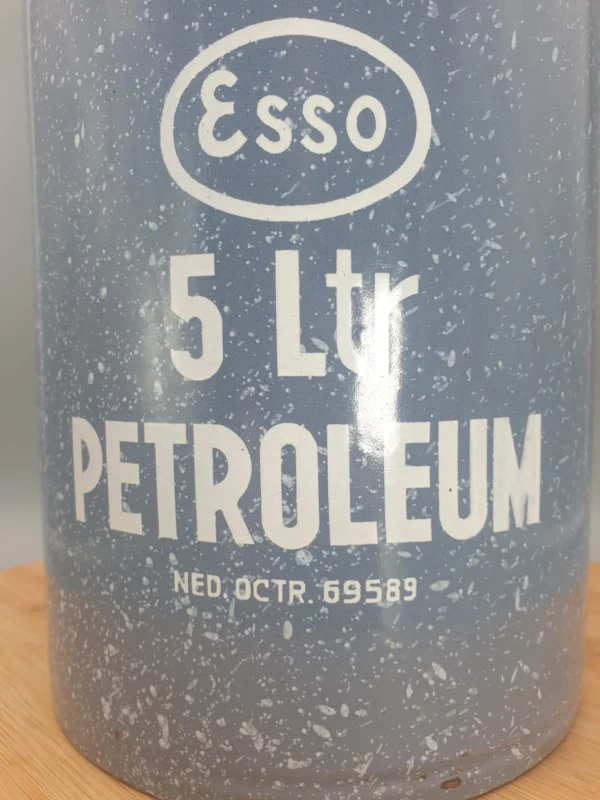 Esso
5 Ltr
PETROLEUM
NED. OCTR. 69589